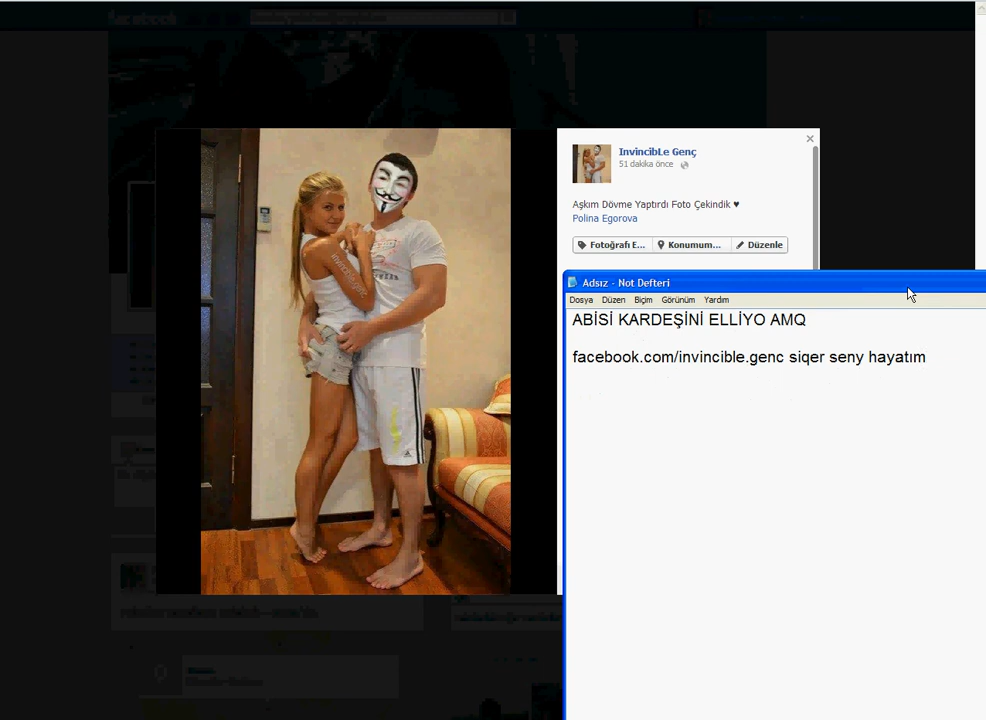 facebook
InvincibLe Genç
51 dakika önce
Aşkım Dövme Yaptırdı Foto Çekindik ♥
Polina Egorova
Fotoğrafı E...
Konumum...
Düzenle
Adsız - Not Defteri
Dosya Düzen Biçim Görünüm Yardım
ABİSİ KARDEŞİNİ ELLİYO AMQ
facebook.com/invincible.genc siqer seny hayatım